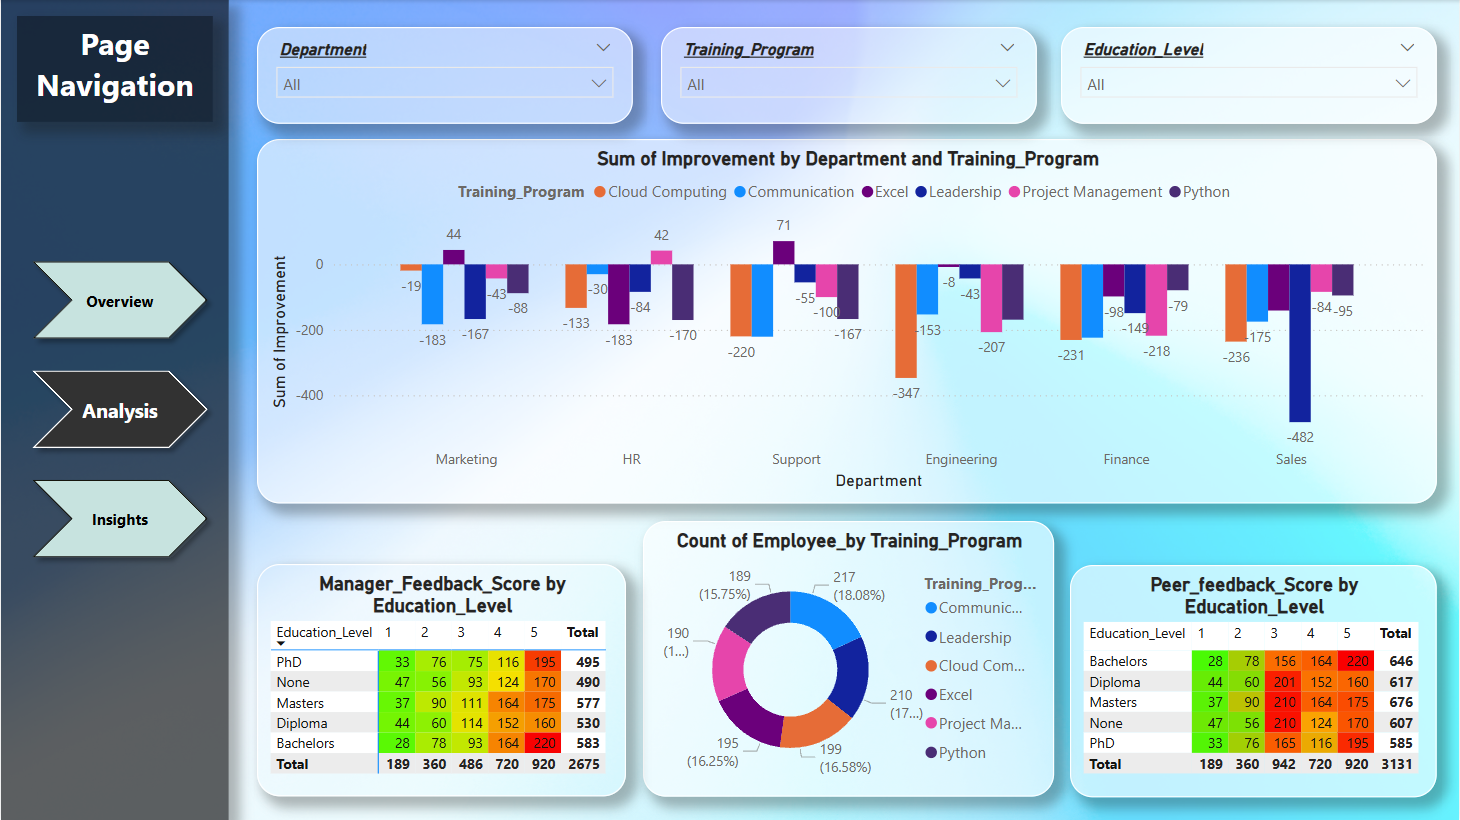 Page
Navigation
Overview
Analysis
Insights
Department
All
Training_Program
All
Education_Level
All
Sum of Improvement by Department and Training_Program
Training_Program Cloud Computing Communication Excel Leadership Project Management Python
Sum of Improvement
0
-200
-400
-19
-183
44
-167
-43
-88
-133
-30
-183
-84
42
-170
-220
71
-55
-100
-167
-347
-153
-8
-43
-207
-231
-98
-149
-218
-79
-236
-175
-482
-84
-95
Marketing HR Support Engineering Finance Sales
Department
Manager_Feedback_Score by
Education_Level
Education_Level 1 2 3 4 5 Total
PhD 33 76 75 116 195 495
None 47 56 93 124 170 490
Masters 37 90 111 164 175 577
Diploma 44 60 114 152 160 530
Bachelors 28 78 93 164 220 583
Total 189 360 486 720 920 2675
Count of Employee_by Training_Program
217
(18.08%)
210
(17...)
199
(16.58%)
195
(16.25%)
190
(1...)
189
(15.75%)
Training_Prog...
Communic...
Leadership
Cloud Com...
Excel
Project Ma...
Python
Peer_feedback_Score by
Education_Level
Education_Level 1 2 3 4 5 Total
Bachelors 28 78 156 164 220 646
Diploma 44 60 201 152 160 617
Masters 37 90 210 164 175 676
None 47 56 210 124 170 607
PhD 33 76 165 116 195 585
Total 189 360 942 720 920 3131